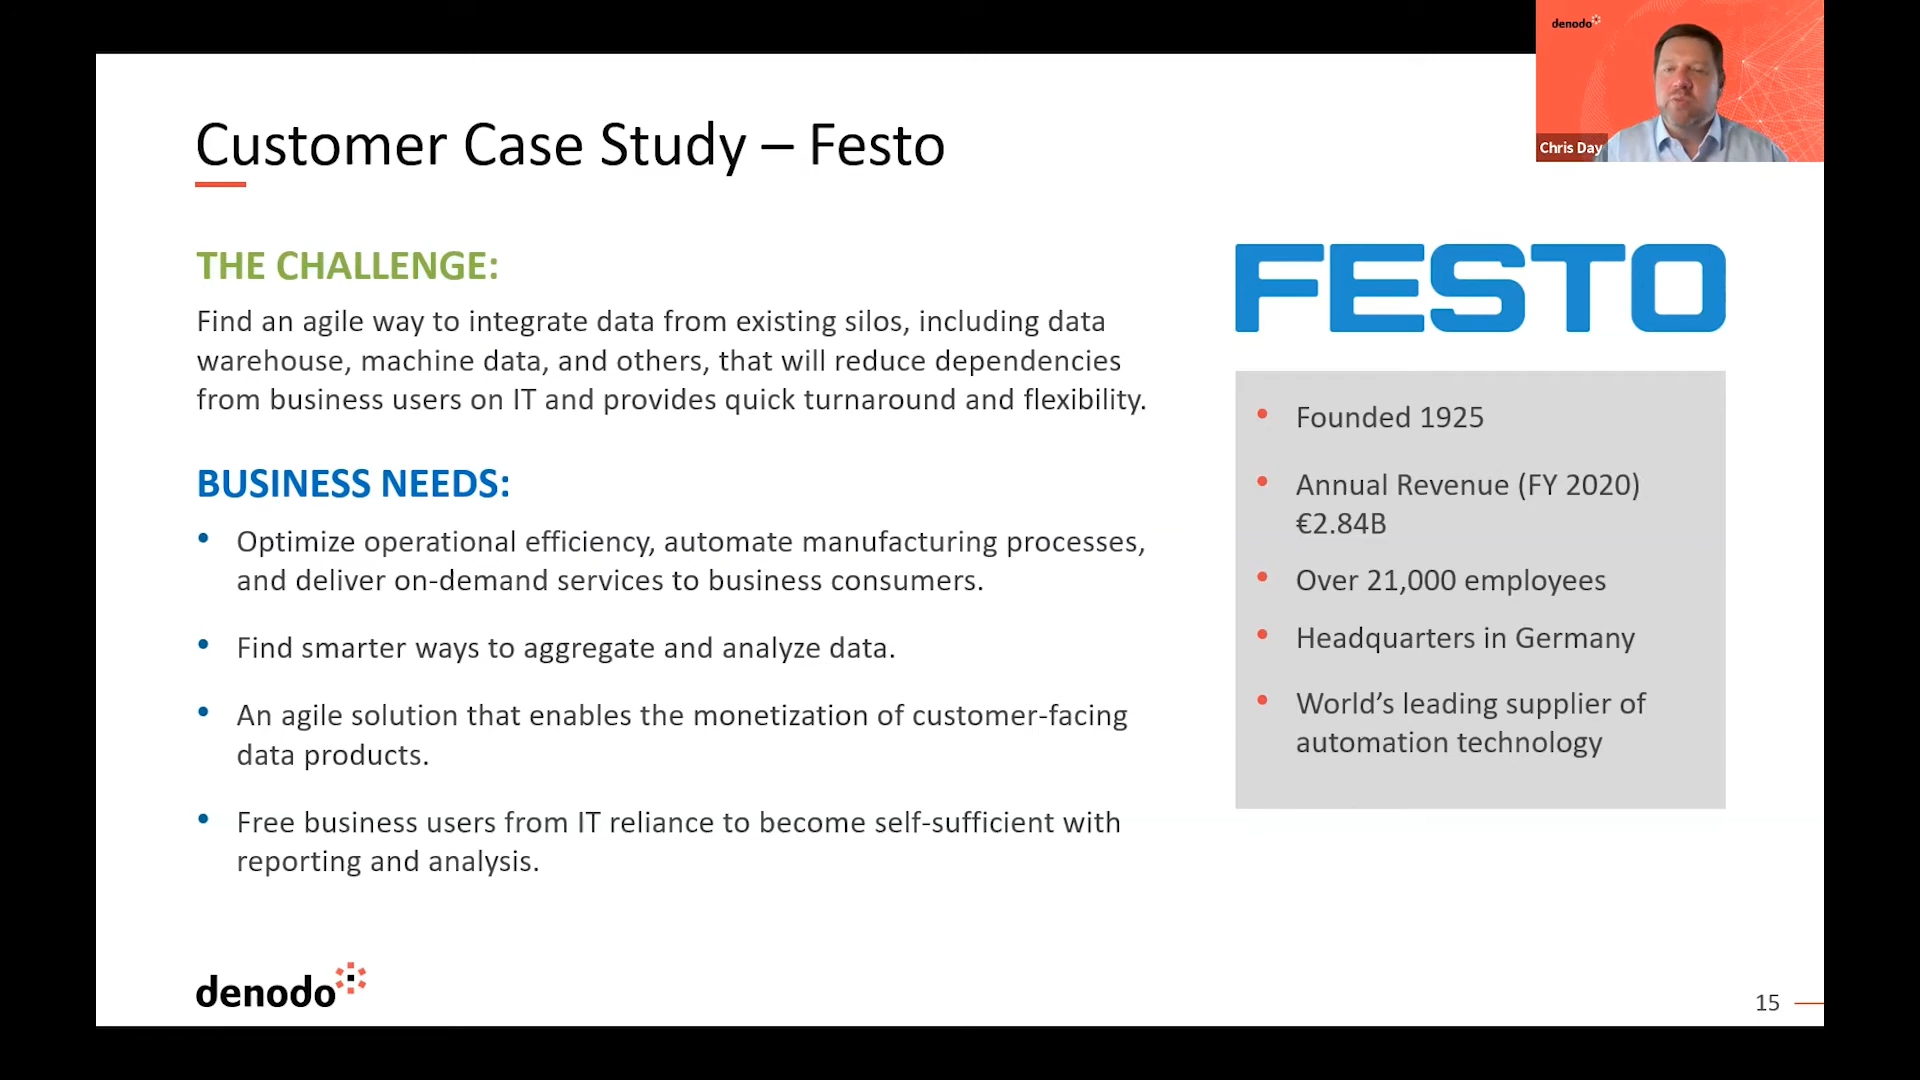 denodo
Chris Day
Customer Case Study – Festo
THE CHALLENGE:
Find an agile way to integrate data from existing silos, including data
warehouse, machine data, and others, that will reduce dependencies
from business users on IT and provides quick turnaround and flexibility.
BUSINESS NEEDS:
• Optimize operational efficiency, automate manufacturing processes,
and deliver on-demand services to business consumers.
• Find smarter ways to aggregate and analyze data.
• An agile solution that enables the monetization of customer-facing
data products.
• Free business users from IT reliance to become self-sufficient with
reporting and analysis.
FESTO
• Founded 1925
• Annual Revenue (FY 2020)
€2.84B
• Over 21,000 employees
• Headquarters in Germany
• World’s leading supplier of
automation technology
denodo
15